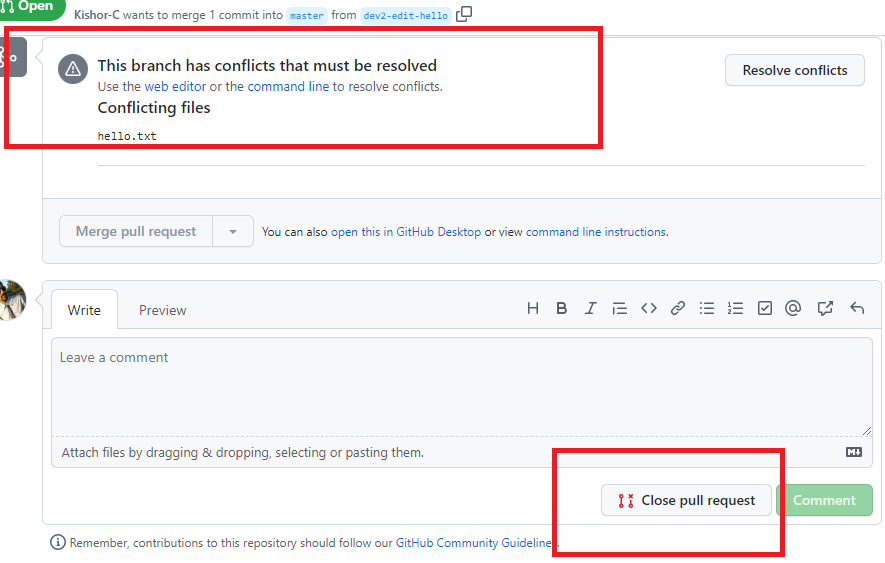 Open
Kishor-C wants to merge 1 commit into master from dev2-edit-hello
This branch has conflicts that must be resolved
Resolve conflicts
Use the web editor or the command line to resolve conflicts.
Conflicting files
hello.txt
Merge pull request
You can also open this in GitHub Desktop or view command line instructions.
Write Preview
Leave a comment
Attach files by dragging & dropping, selecting or pasting them.
Close pull request Comment
Remember, contributions to this repository should follow our GitHub Community Guidelines.